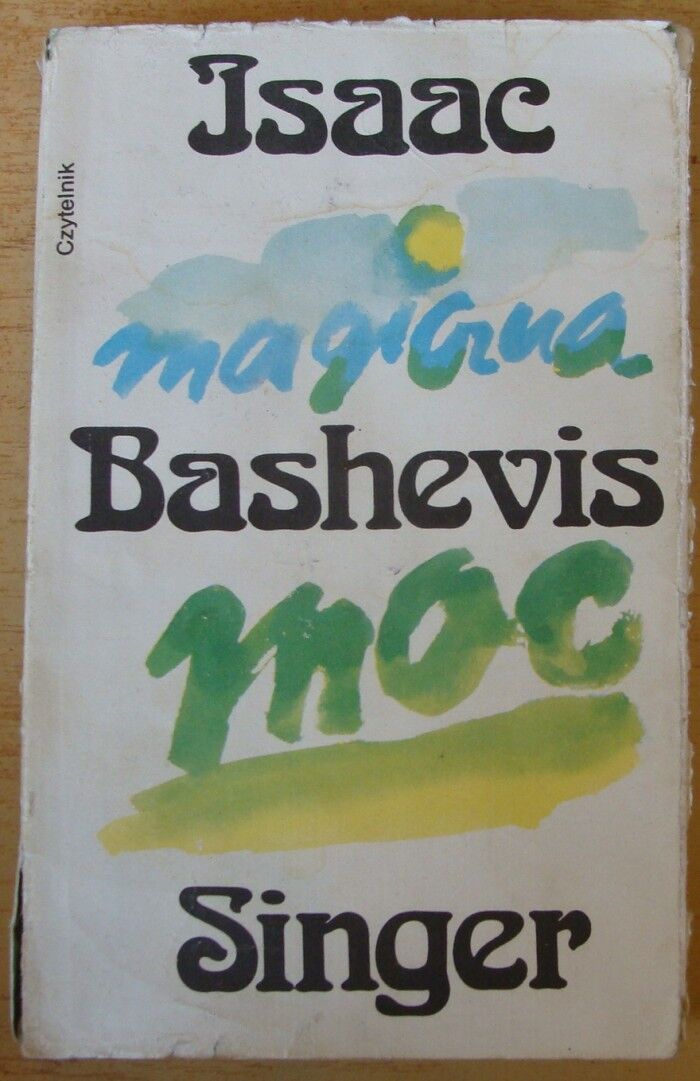 Isaac
Czytelnik
magiczna
Bashevis
moc
Singer